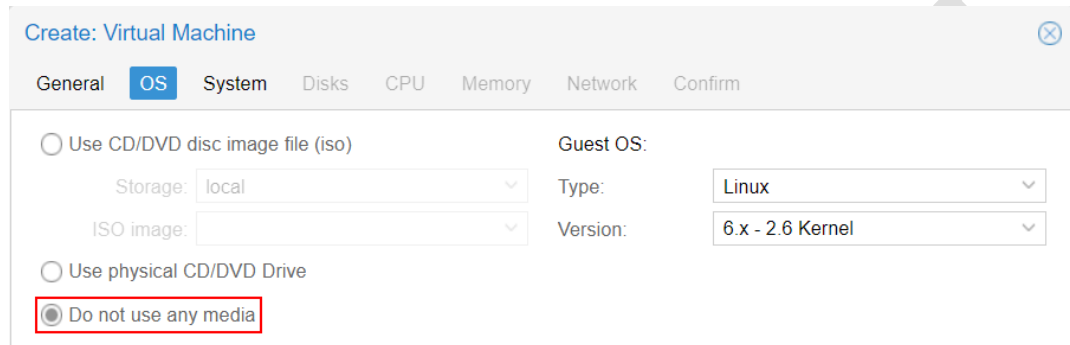 Create: Virtual Machine
General OS System Disks CPU Memory Network Confirm
Use CD/DVD disc image file (iso)
Storage: local
ISO image:
Use physical CD/DVD Drive
Do not use any media
Guest OS:
Type: Linux
Version: 6.x - 2.6 Kernel